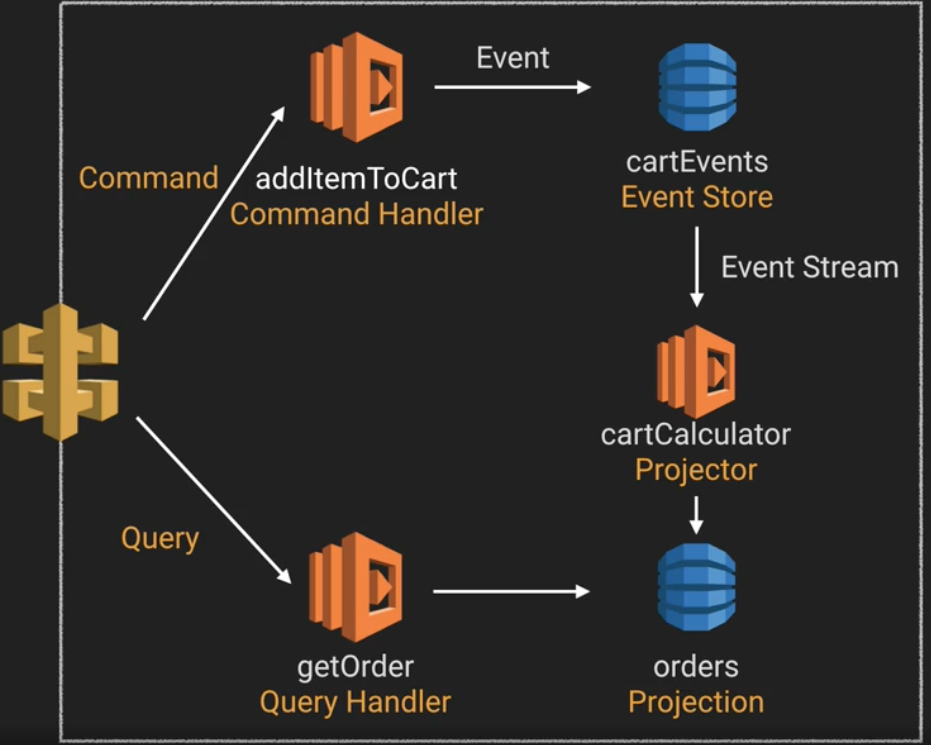 Event
Command
addItemToCart
Command Handler
cartEvents
Event Store
Event Stream
cartCalculator
Projector
Query
getOrder
Query Handler
orders
Projection